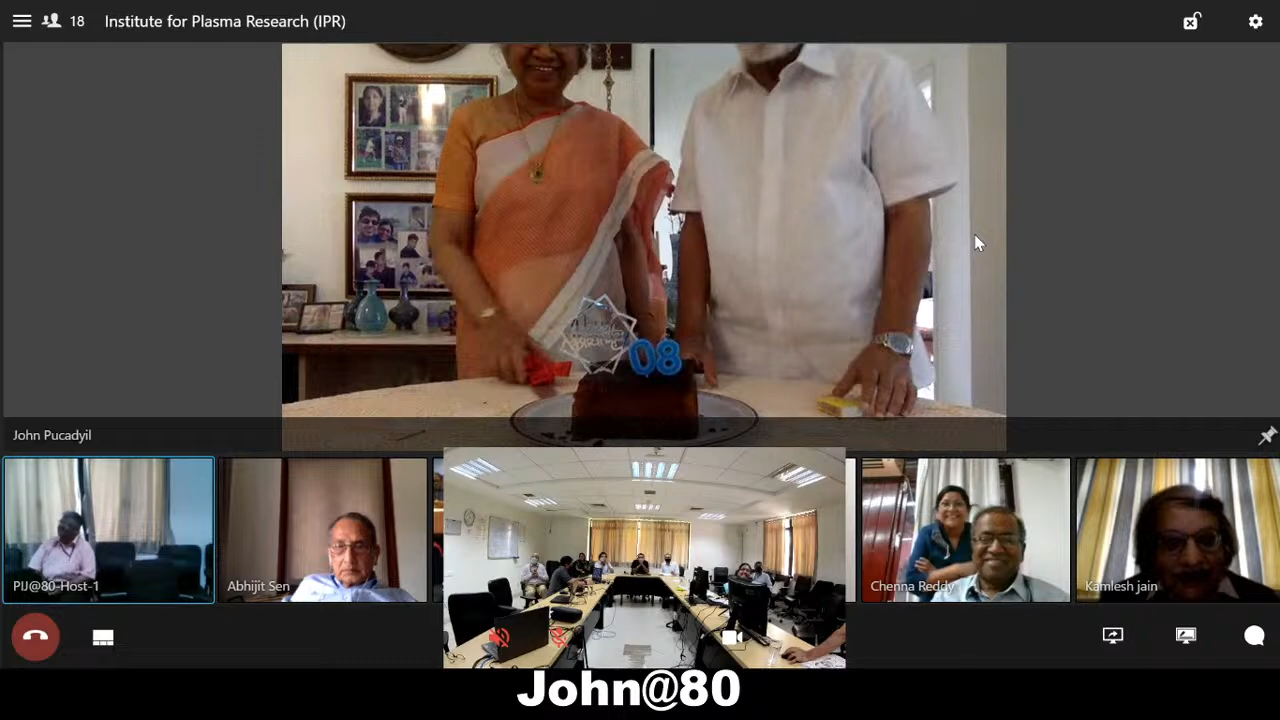 18 Institute for Plasma Research (IPR)
08
John Pucadyil
PIJ@80-Host-1
Abhijit Sen
Chenna Reddy
Kamlesh jain
John@80